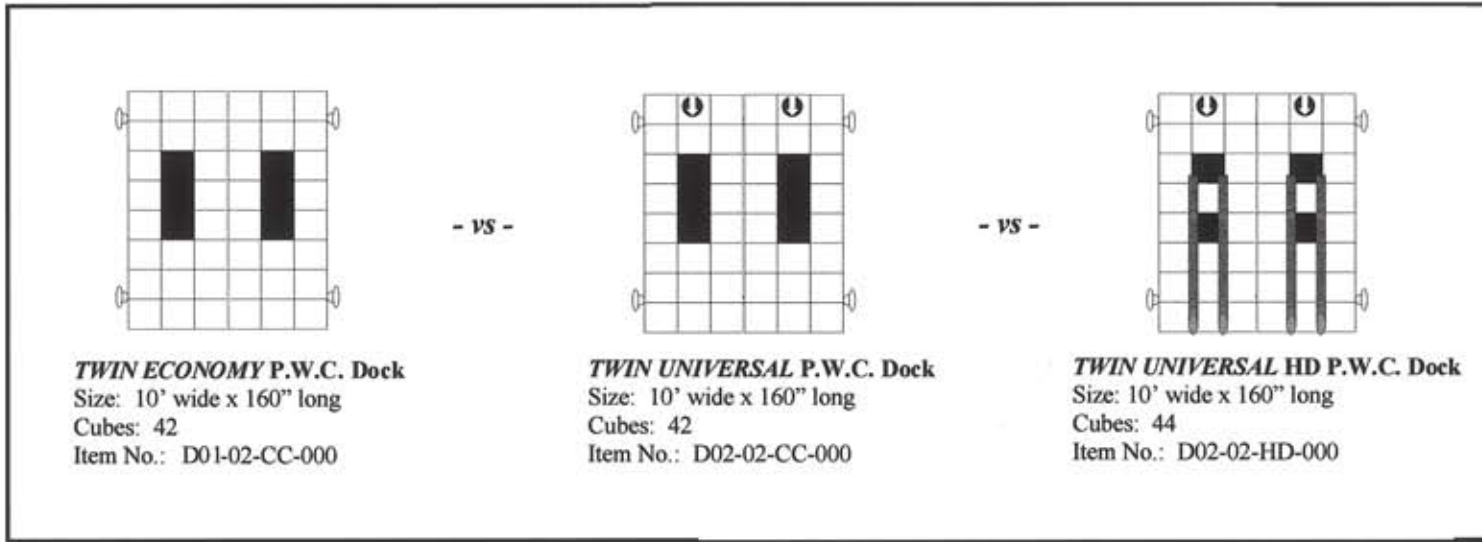 - vs -
- vs -
TWIN ECONOMY P.W.C. Dock
Size: 10’ wide x 160” long
Cubes: 42
Item No.: D01-02-CC-000
TWIN UNIVERSAL P.W.C. Dock
Size: 10’ wide x 160” long
Cubes: 42
Item No.: D02-02-CC-000
TWIN UNIVERSAL HD P.W.C. Dock
Size: 10’ wide x 160” long
Cubes: 44
Item No.: D02-02-HD-000